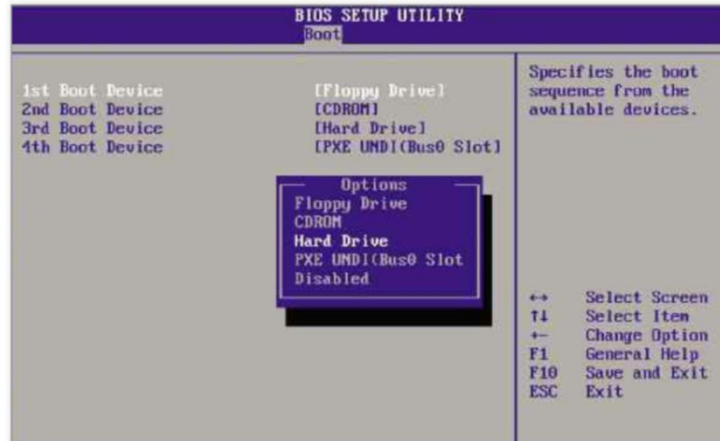 BIOS SETUP UTILITY
Boot
1st Boot Device [Floppy Drive]
2nd Boot Device [CDROM]
3rd Boot Device [Hard Drive]
4th Boot Device [PXE UNDI(Bus0 Slot]
Options
Floppy Drive
CDROM
Hard Drive
PXE UNDI(Bus0 Slot
Disabled
Specifies the boot
sequence from the
available devices.
↔ Select Screen
↑↓ Select Item
+- Change Option
F1 General Help
F10 Save and Exit
ESC Exit